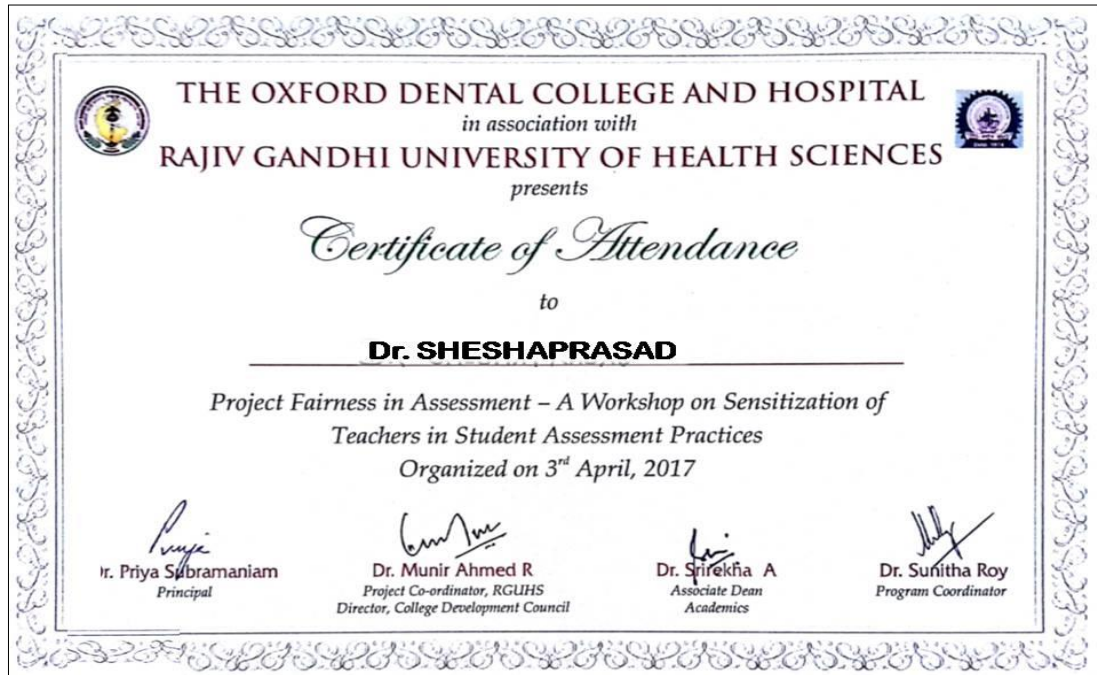 THE OXFORD DENTAL COLLEGE AND HOSPITAL
in association with
RAJIV GANDHI UNIVERSITY OF HEALTH SCIENCES
presents
Certificate of Attendance
to
Dr. SHESHAPRASAD
Project Fairness in Assessment – A Workshop on Sensitization of
Teachers in Student Assessment Practices
Organized on 3rd April, 2017
r. Priya Subramaniam
Principal
Dr. Munir Ahmed R
Project Co-ordinator, RGUHS
Director, College Development Council
Dr. Srirekha A
Associate Dean
Academics
Dr. Sunitha Roy
Program Coordinator